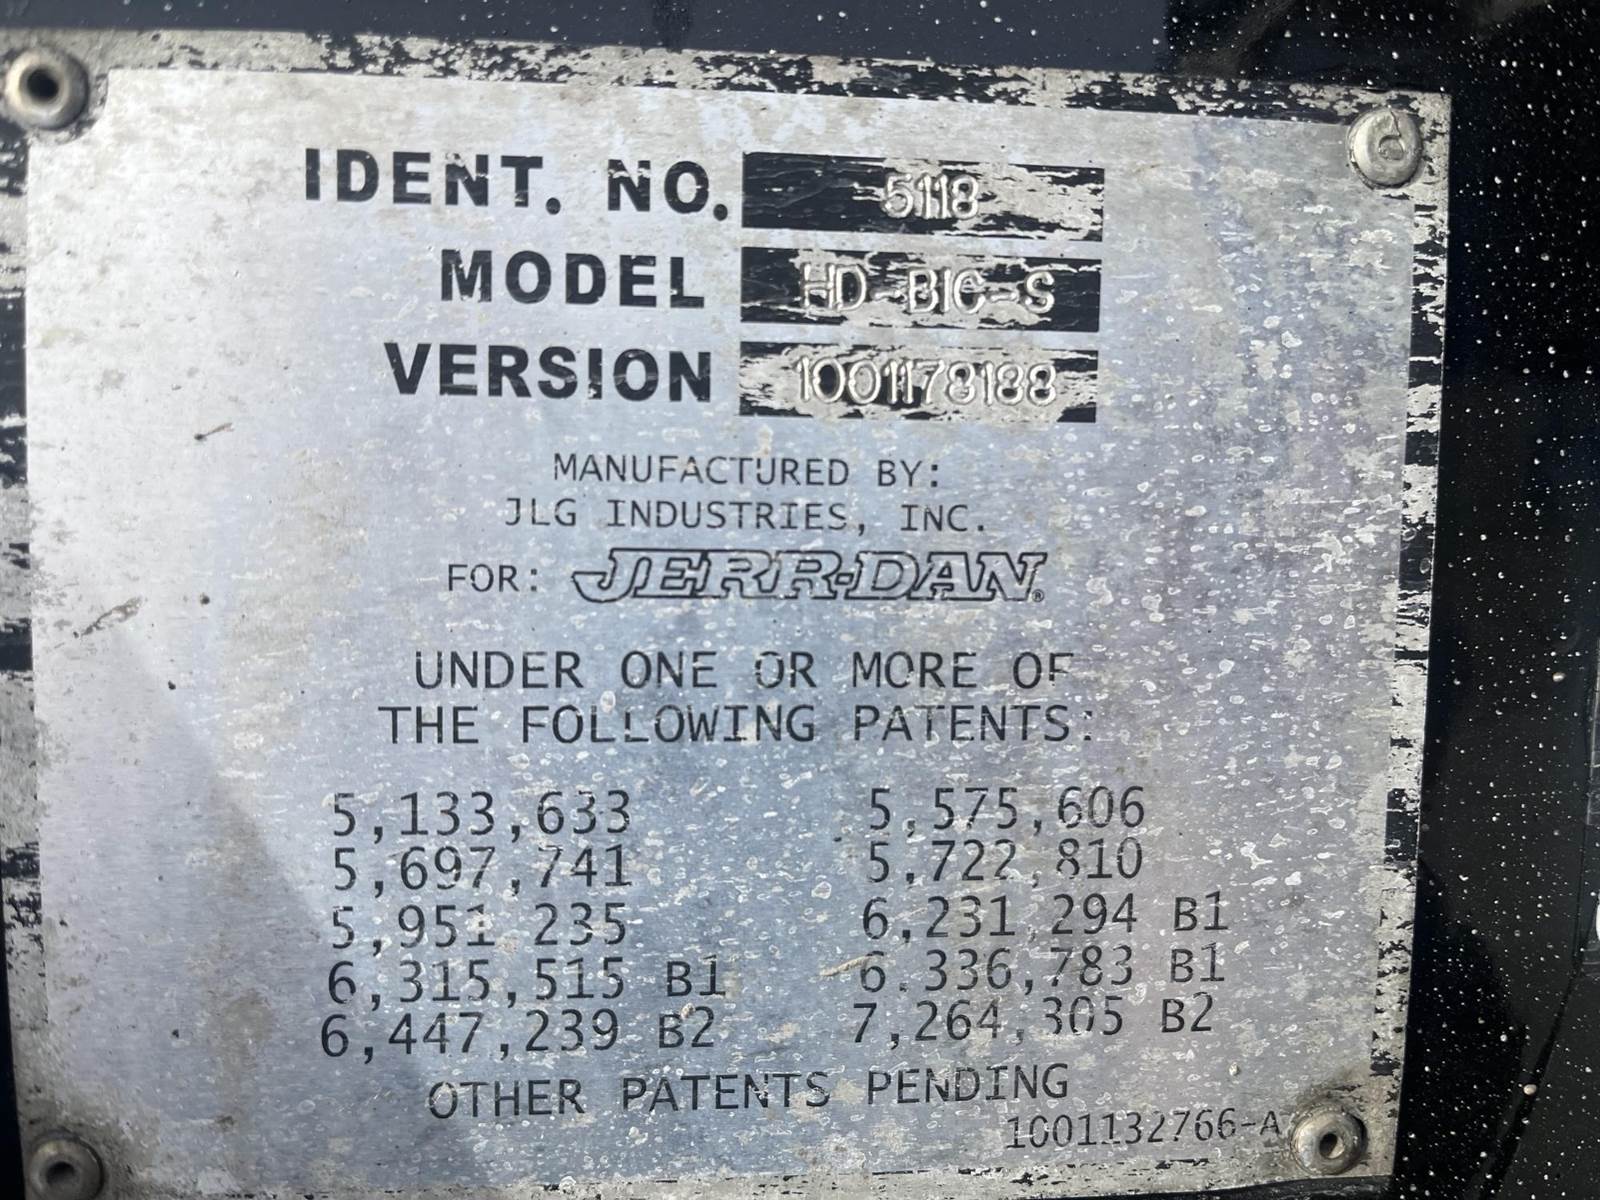 IDENT. NO. 5118
MODEL HD-BIC-S
VERSION 1001178188
MANUFACTURED BY:
JLG INDUSTRIES, INC.
FOR: JERR-DAN®
UNDER ONE OR MORE OF
THE FOLLOWING PATENTS:
5,133,633 5,575,606
5,697,741 5,722,810
5,951 235 6,231,294 B1
6,315,515 B1 6.336,783 B1
6,447,239 B2 7,264,305 B2
OTHER PATENTS PENDING
1001132766-A